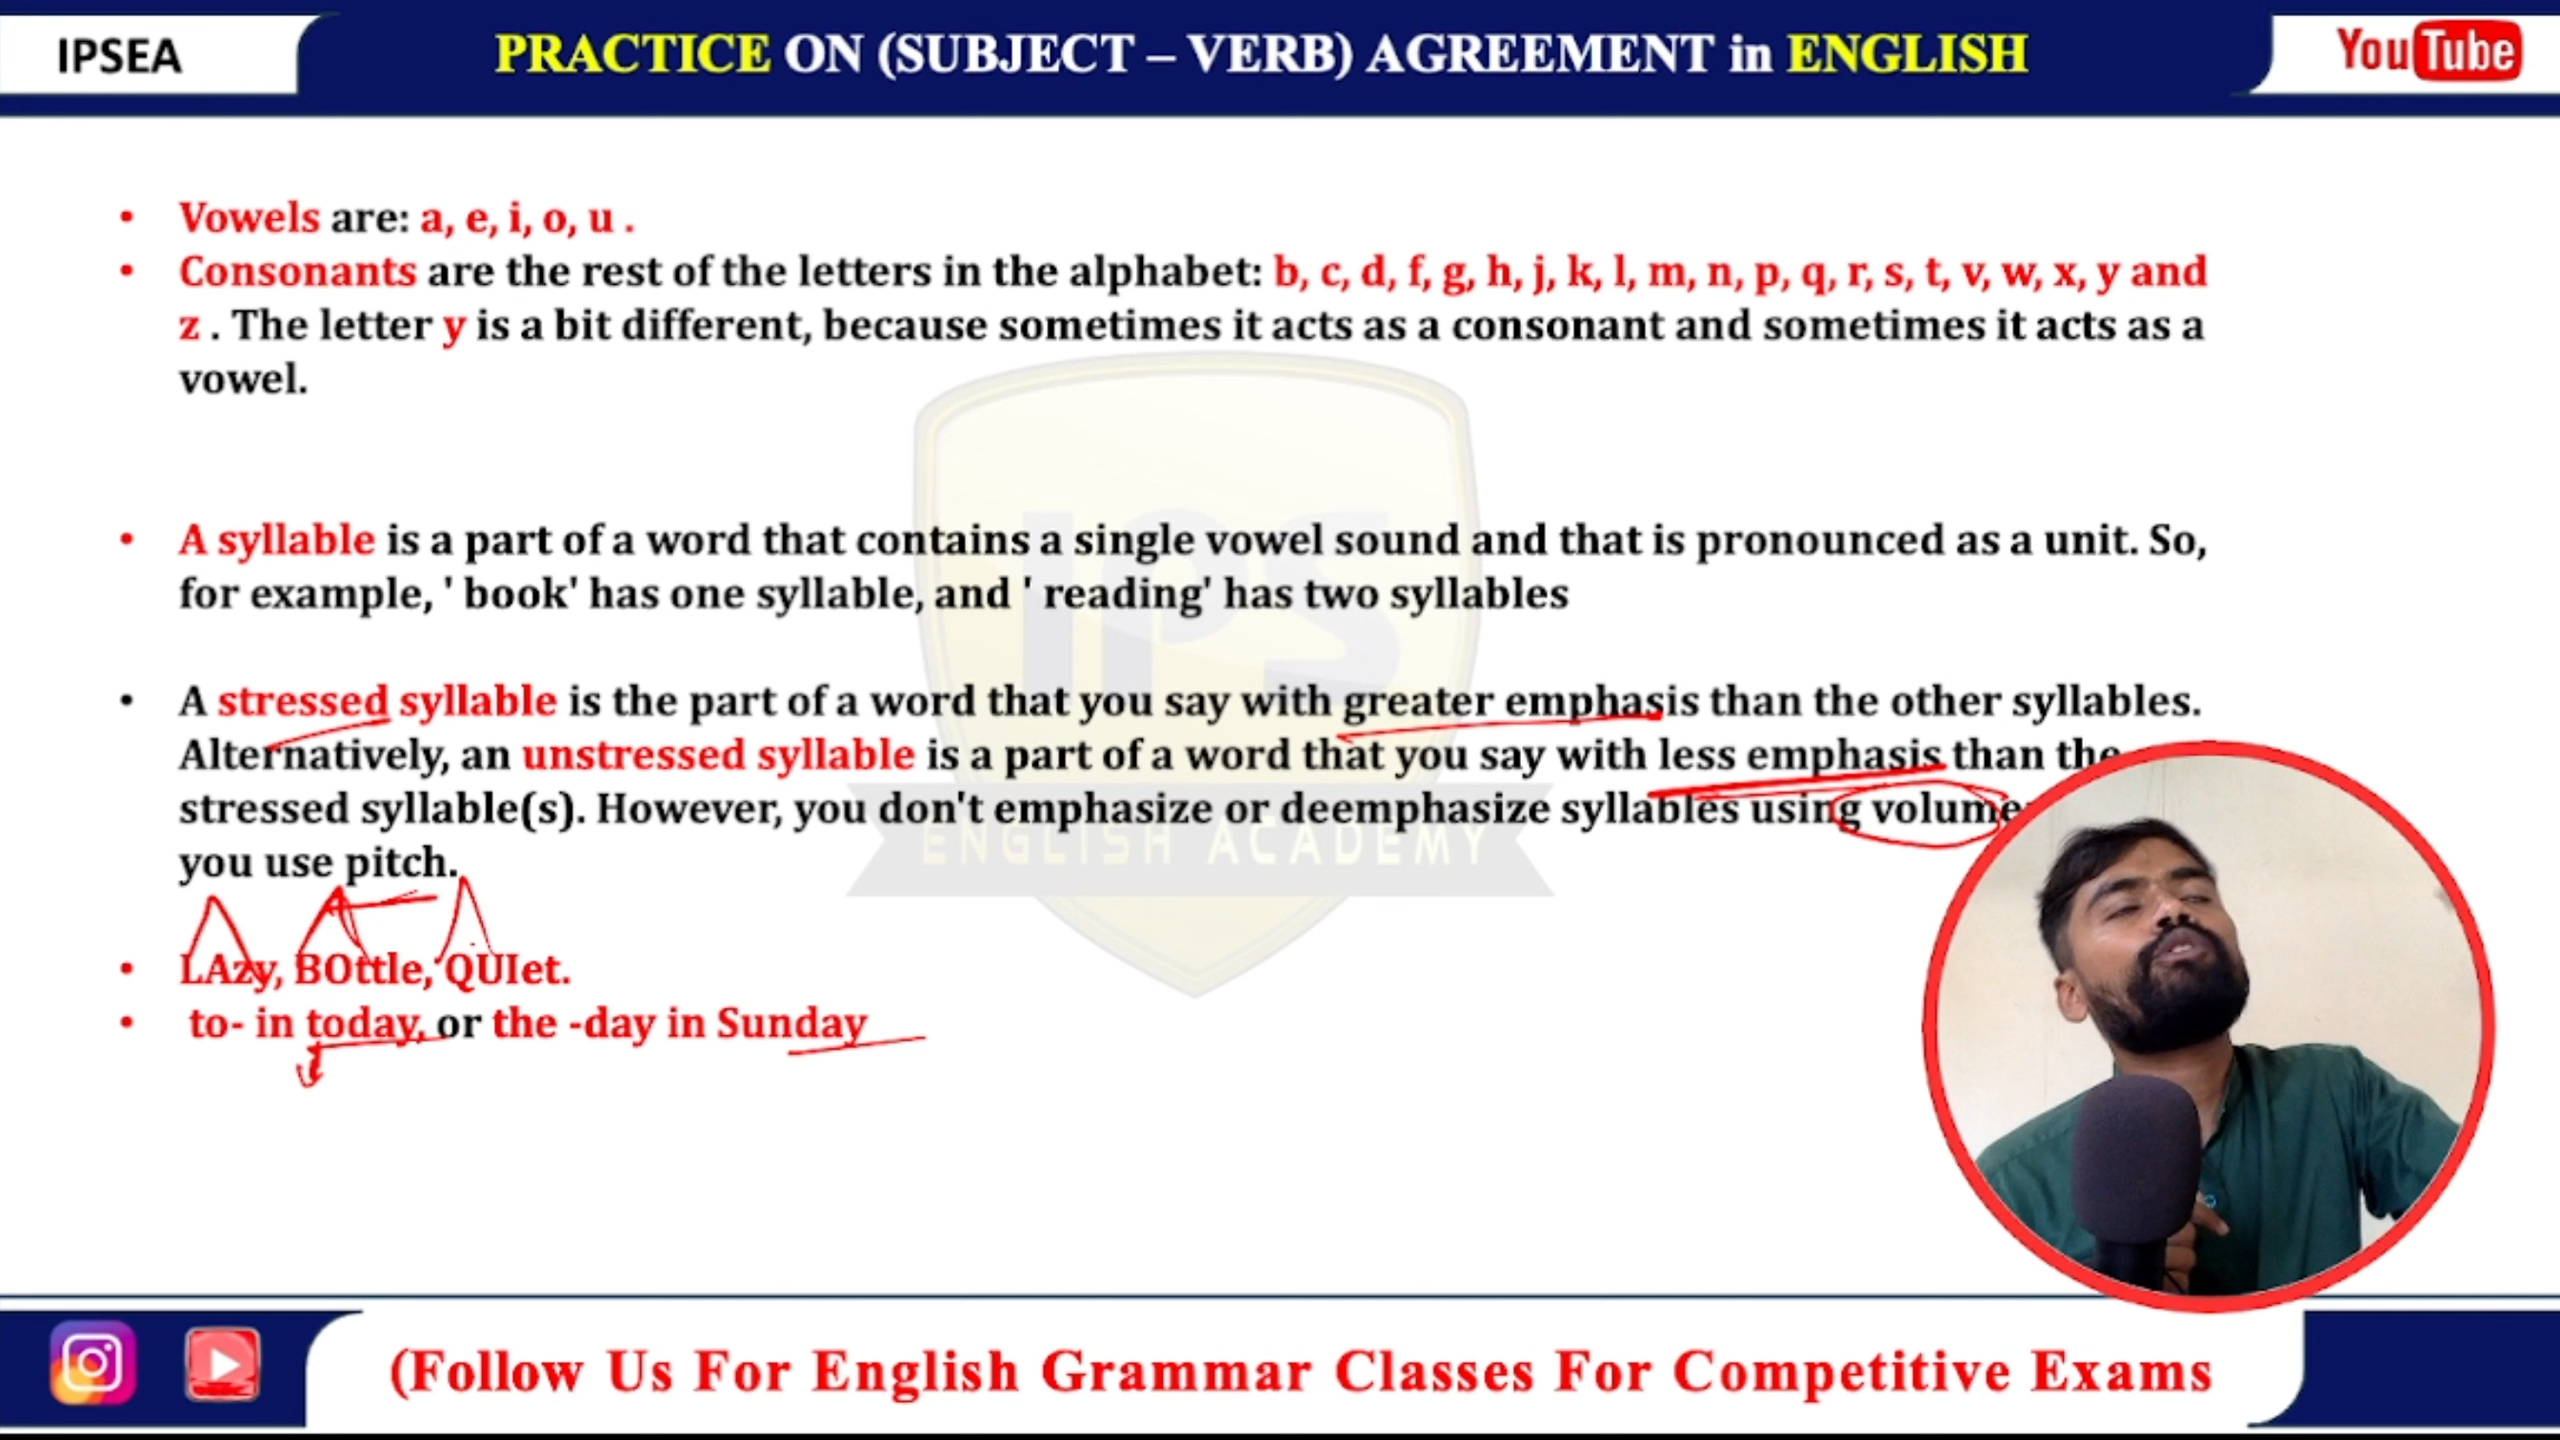 IPSEA
PRACTICE ON (SUBJECT – VERB) AGREEMENT in ENGLISH
YouTube
• Vowels are: a, e, i, o, u .
• Consonants are the rest of the letters in the alphabet: b, c, d, f, g, h, j, k, l, m, n, p, q, r, s, t, v, w, x, y and
z . The letter y is a bit different, because sometimes it acts as a consonant and sometimes it acts as a
vowel.
• A syllable is a part of a word that contains a single vowel sound and that is pronounced as a unit. So,
for example, ' book' has one syllable, and ' reading' has two syllables
• A stressed syllable is the part of a word that you say with greater emphasis than the other syllables.
Alternatively, an unstressed syllable is a part of a word that you say with less emphasis than the
stressed syllable(s). However, you don't emphasize or deemphasize syllables using volume
you use pitch.
• LAzy, BOttle, QUIet.
• to- in today, or the -day in Sunday
IPS
ENGLISH ACADEMY
(Follow Us For English Grammar Classes For Competitive Exams